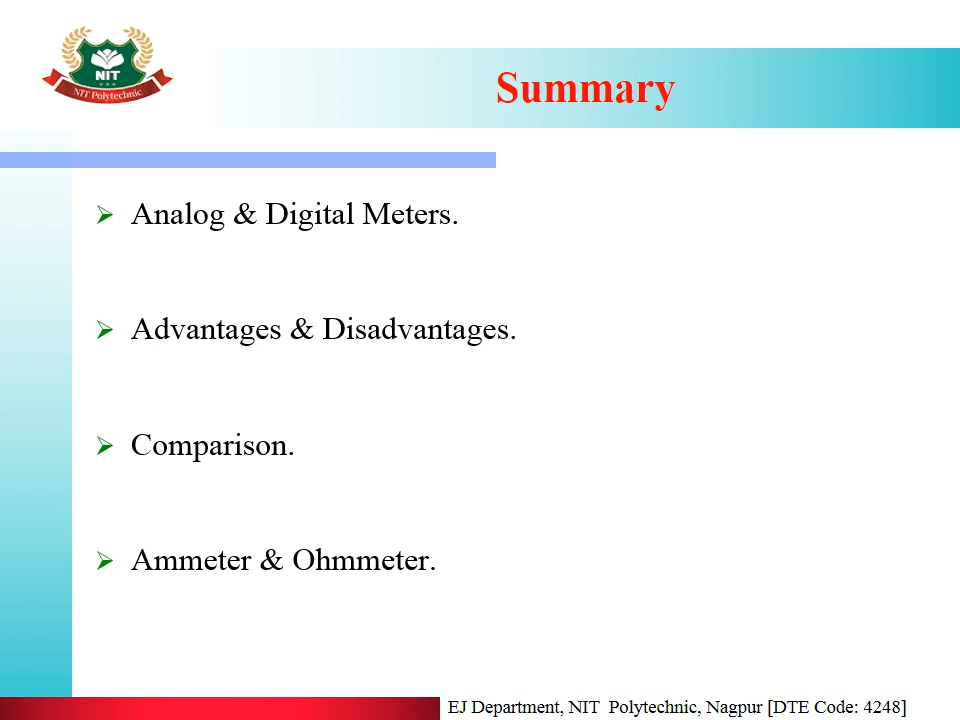 NIT
NIT Polytechnic
Summary
Analog & Digital Meters.
Advantages & Disadvantages.
Comparison.
Ammeter & Ohmmeter.
EJ Department, NIT  Polytechnic, Nagpur [DTE Code: 4248]